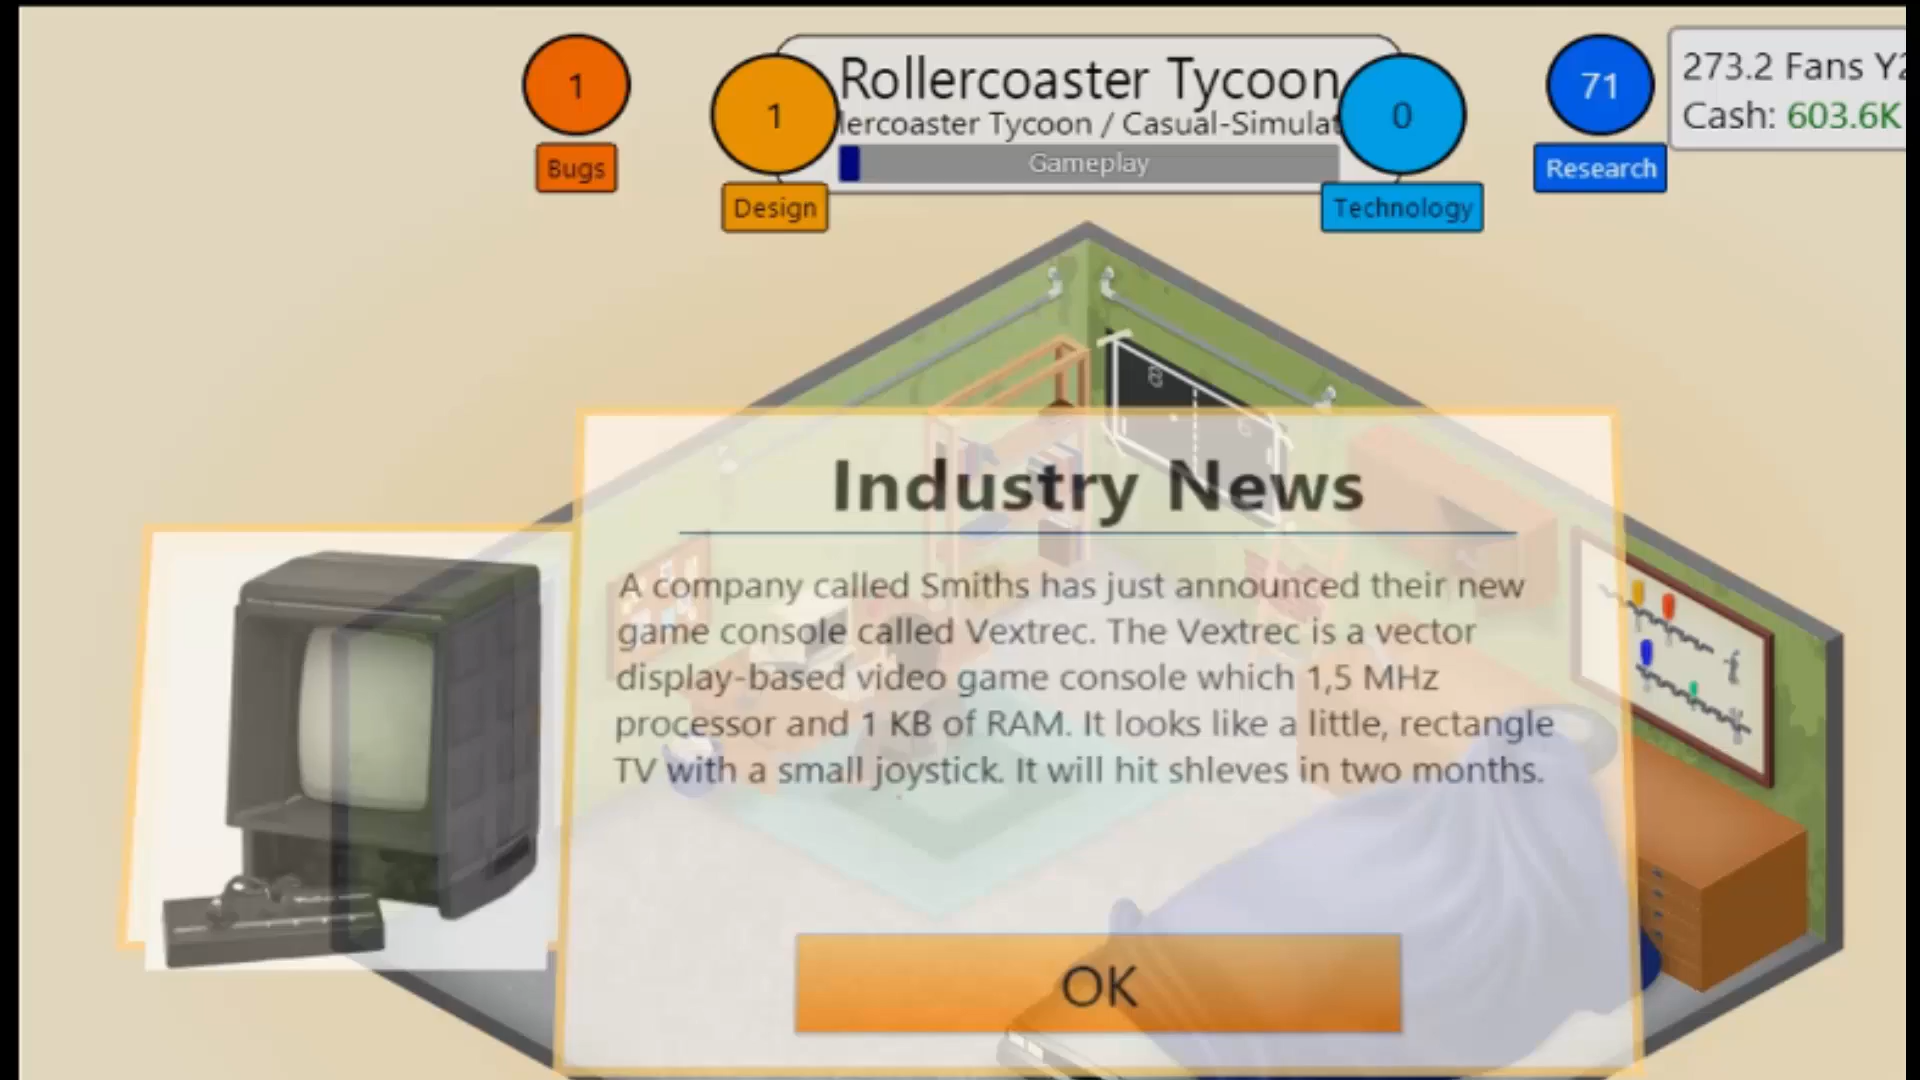 1
Bugs
1
Design
Rollercoaster Tycoon
lercoaster Tycoon / Casual-Simulat
Gameplay
0
Technology
71
Research
273.2 Fans Y2
Cash: 603.6K
Industry News
A company called Smiths has just announced their new
game console called Vextrec. The Vextrec is a vector
display-based video game console which 1,5 MHz
processor and 1 KB of RAM. It looks like a little, rectangle
TV with a small joystick. It will hit shleves in two months.
OK